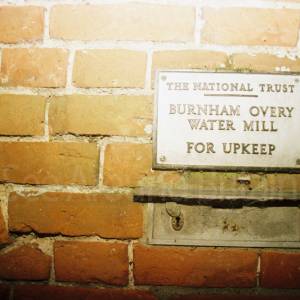 THE NATIONAL TRUST
BURNHAM OVERY
WATER MILL
FOR UPKEEP